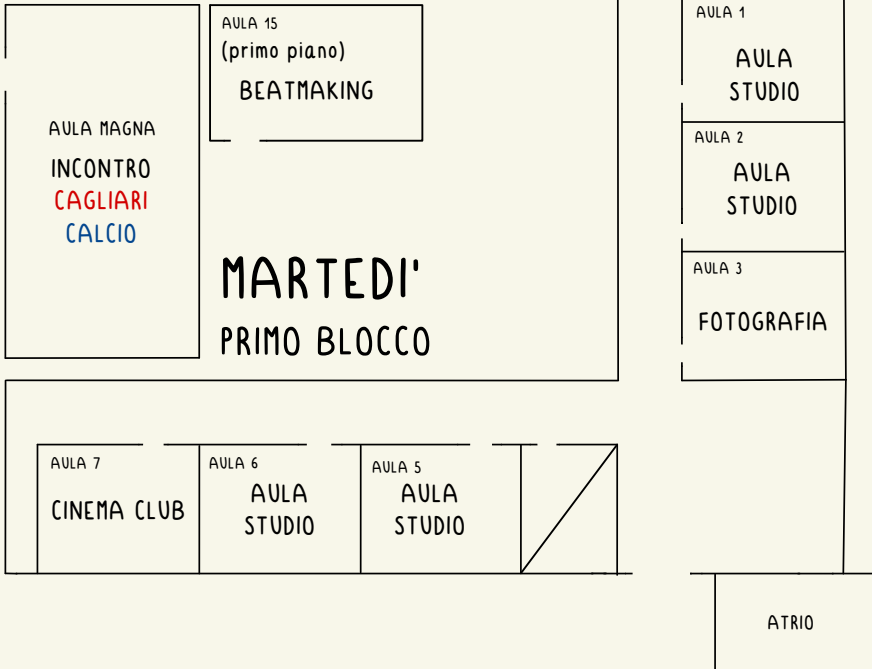 AULA 15
(primo piano)
BEATMAKING
AULA MAGNA
INCONTRO
CAGLIARI
CALCIO
AULA 1
AULA
STUDIO
AULA 2
AULA
STUDIO
AULA 3
FOTOGRAFIA
MARTEDI'
PRIMO BLOCCO
AULA 7
CINEMA CLUB
AULA 6
AULA
STUDIO
AULA 5
AULA
STUDIO
ATRIO